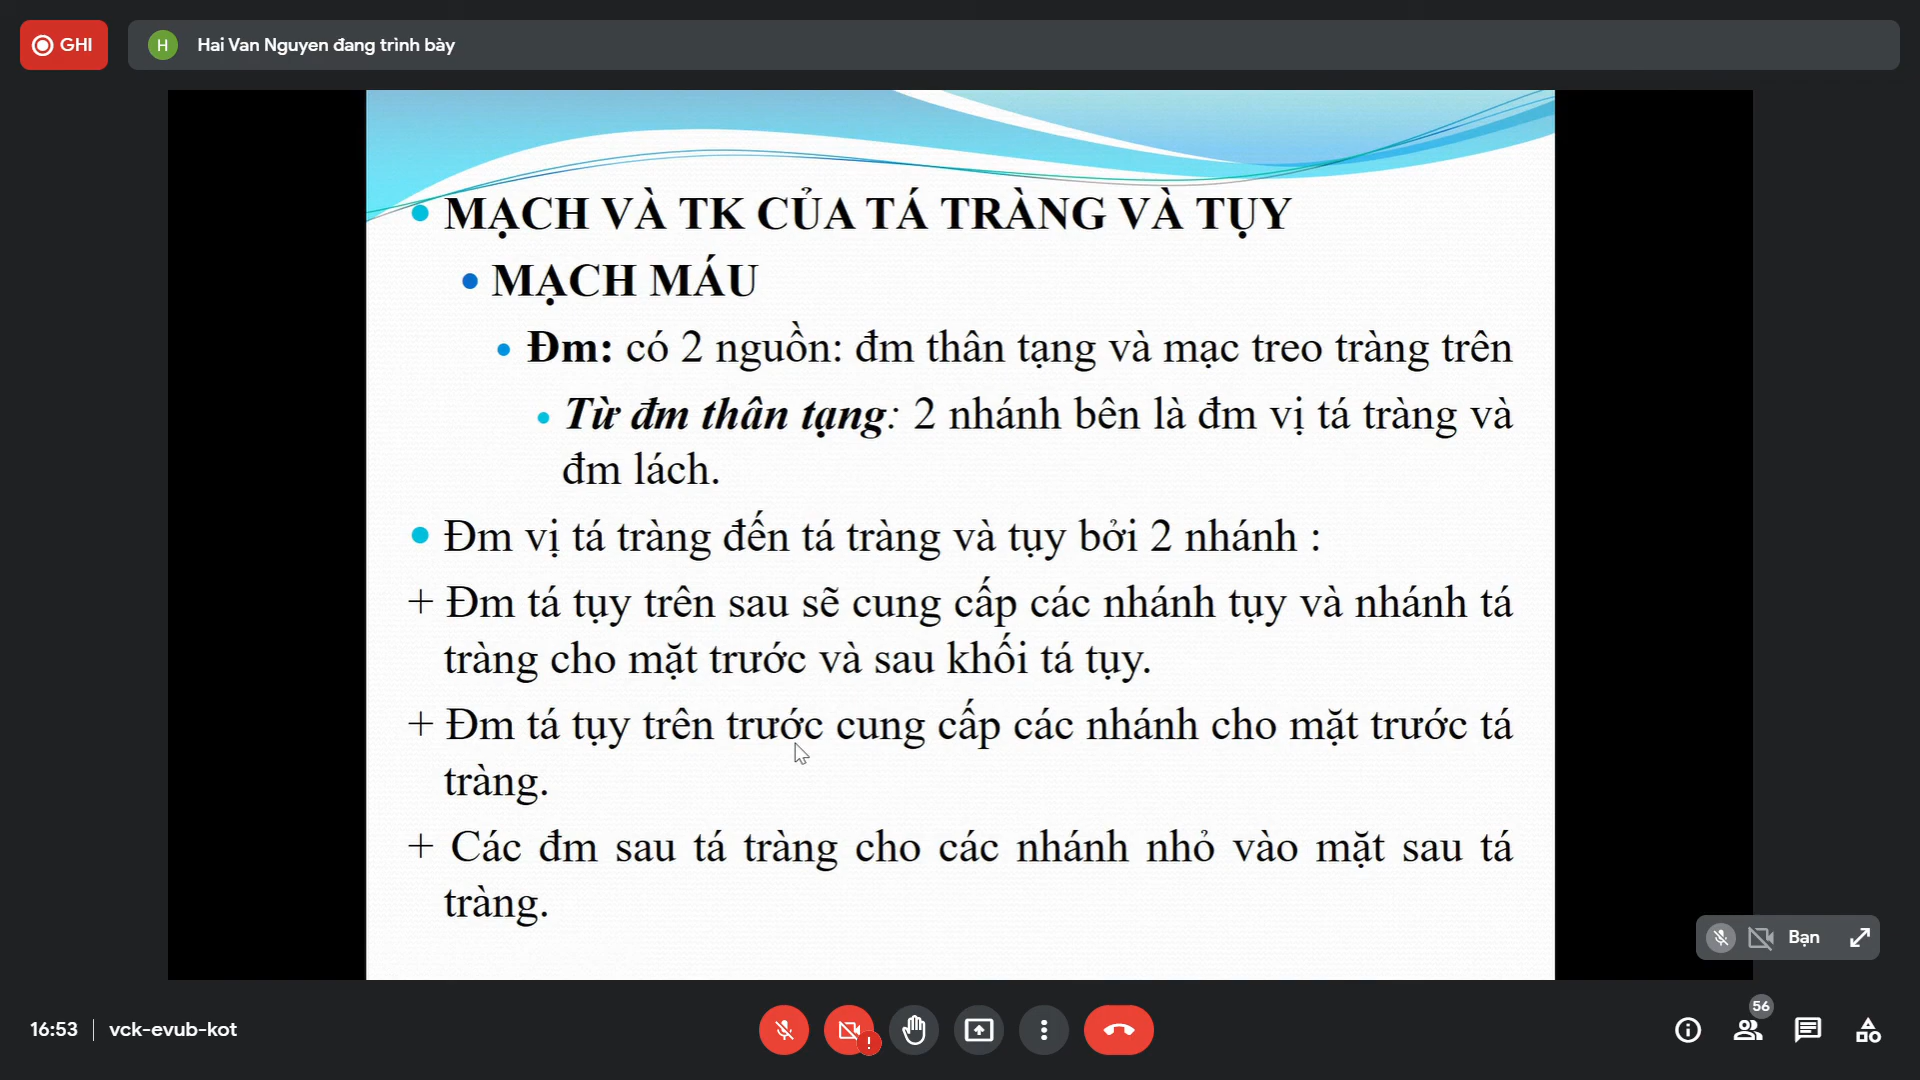 GHI
H
Hai Van Nguyen đang trình bày
MẠCH VÀ TK CỦA TÁ TRÀNG VÀ TỤY
MẠCH MÁU
Đm: có 2 nguồn: đm thân tạng và mạc treo tràng trên
Từ đm thân tạng: 2 nhánh bên là đm vị tá tràng và
đm lách.
Đm vị tá tràng đến tá tràng và tụy bởi 2 nhánh :
+ Đm tá tụy trên sau sẽ cung cấp các nhánh tụy và nhánh tá
tràng cho mặt trước và sau khối tá tụy.
+ Đm tá tụy trên trước cung cấp các nhánh cho mặt trước tá
tràng.
+ Các đm sau tá tràng cho các nhánh nhỏ vào mặt sau tá
tràng.
Bạn
16:53 | vck-evub-kot
56